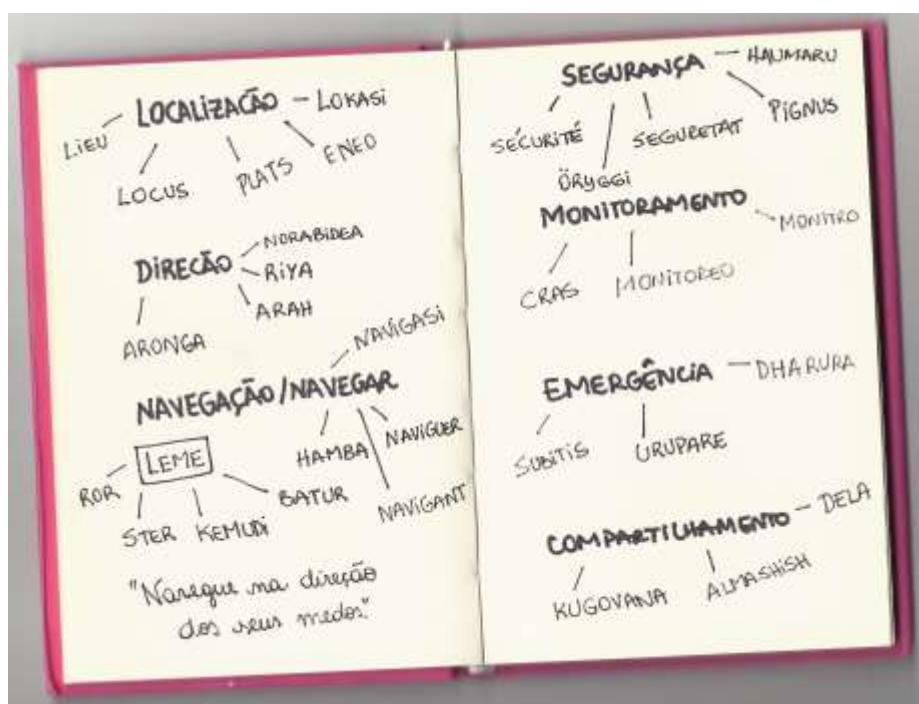 LOCALIZAÇÃO – LOKASI
LIEU
LOCUS
PLATS
ENEO
DIRECÃO
NORABIDEA
RIYA
ARAH
ARONGA
NAVIGASI
NAVEGAÇÃO/NAVEGAR
LEME
HAMBA
NAVIGUER
NAVIGANT
ROR
STER
KEMUDI
BATUR
"Navegue na direção
dos seus medos."
SEGURANÇA – HAUMARU
SÉCURITÉ
ÖRYGGI
SEGURETAT
PIGNUS
MONITORAMENTO
MONITRO
CRAS
MONITOREO
EMERGÊNCIA – DHARURA
SUBITIS
URUPARE
COMPARTILHAMENTO – DELA
KUGOVANA
ALMASHISH